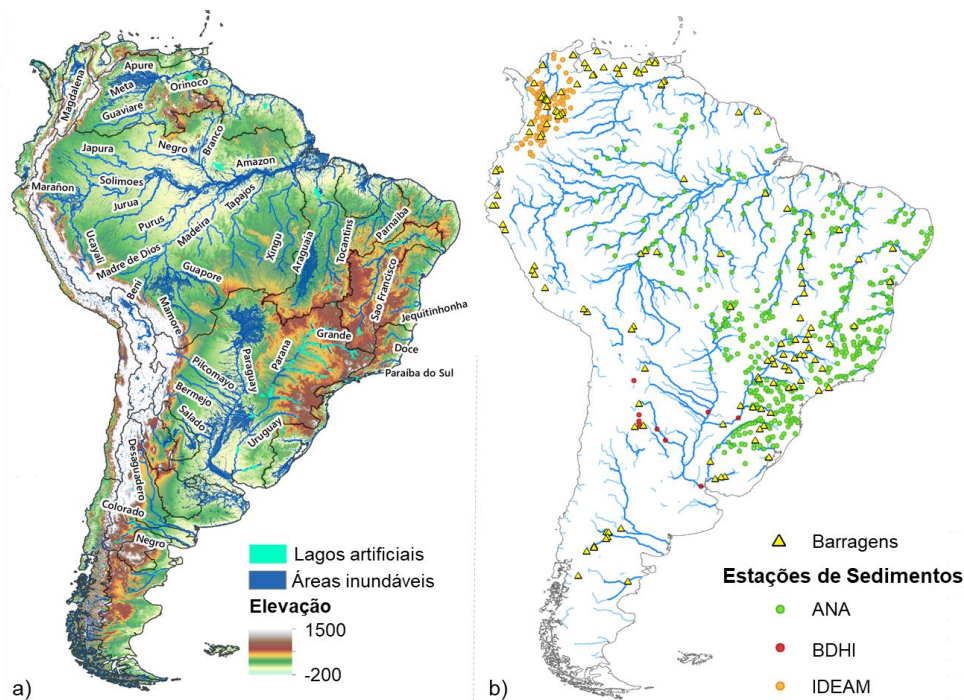 Magdalena
Apure
Meta
Orinoco
Guaviare
Branco
Negro
Japura
Amazon
Solimoes
Marañon
Tapajos
Jurua
Purus
Madeira
Xingu
Araguaia
Tocantins
Parnaiba
Ucayali
Madre de Dios
Guapore
Sao Francisco
Beni
Mamore
Jequitinhonha
Grande
Doce
Paraguay
Parana
Pilcomayo
Paraíba do Sul
Bermejo
Salado
Uruguay
Desaguadero
Colorado
Negro
Lagos artificiais
Áreas inundáveis
Elevação
1500
-200
a)
Barragens
Estações de Sedimentos
ANA
BDHI
IDEAM
b)